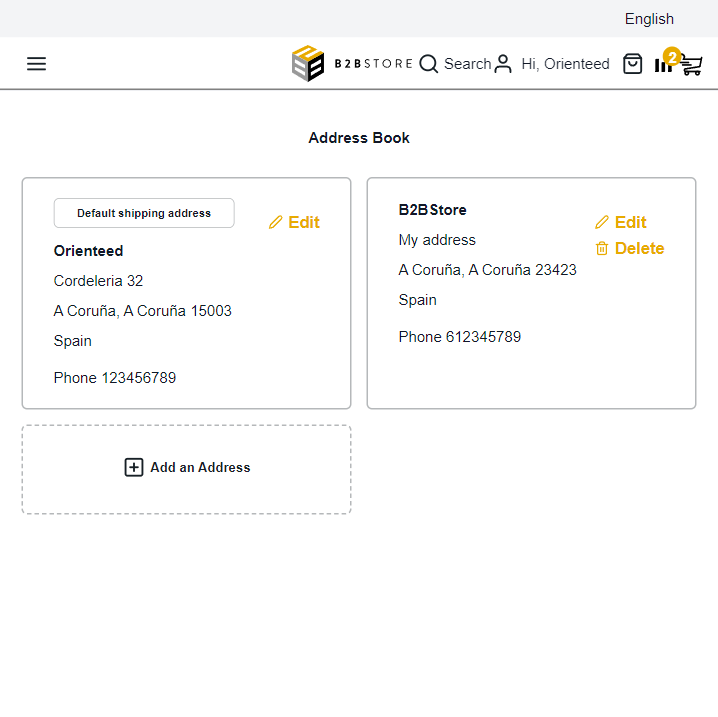 English
B2BSTORE
Search
Hi, Orienteed
2
Address Book
Default shipping address
Edit
Orienteed
Cordeleria 32
A Coruña, A Coruña 15003
Spain
Phone 123456789
B2BStore
Edit
My address
Delete
A Coruña, A Coruña 23423
Spain
Phone 612345789
Add an Address